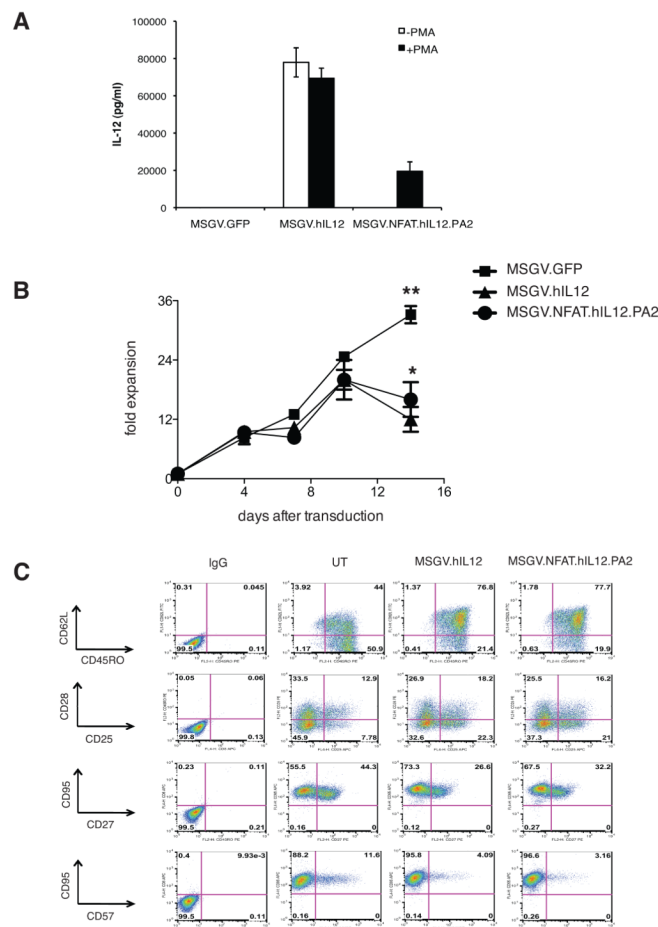 A
100000
80000
60000
40000
20000
0
IL-12 (pg/ml)
-PMA
+PMA
MSGV.GFP MSGV.hIL12 MSGV.NFAT.hIL12.PA2
B
MSGV.GFP
MSGV.hIL12
MSGV.NFAT.hIL12.PA2
36
24
12
0
fold expansion
**
*
0 4 8 12 16
days after transduction
C
IgG UT MSGV.hIL12 MSGV.NFAT.hIL12.PA2
CD62L
CD45RO
0.31 0.045 3.92 44 1.37 76.8 1.78 77.7
99.5 0.11 1.17 50.9 0.41 21.4 0.63 19.9
CD28
CD25
0.05 0.06 33.5 12.9 26.9 18.2 25.5 16.2
99.8 0.13 45.9 7.78 32.6 22.3 37.3 21
CD95
CD27
0.23 0.11 55.5 44.3 73.3 26.6 67.5 32.2
99.5 0.21 0.16 0 0.12 0 0.27 0
CD95
CD57
0.4 9.93e-3 88.2 11.6 95.8 4.09 96.6 3.16
99.5 0.11 0.16 0 0.14 0 0.26 0